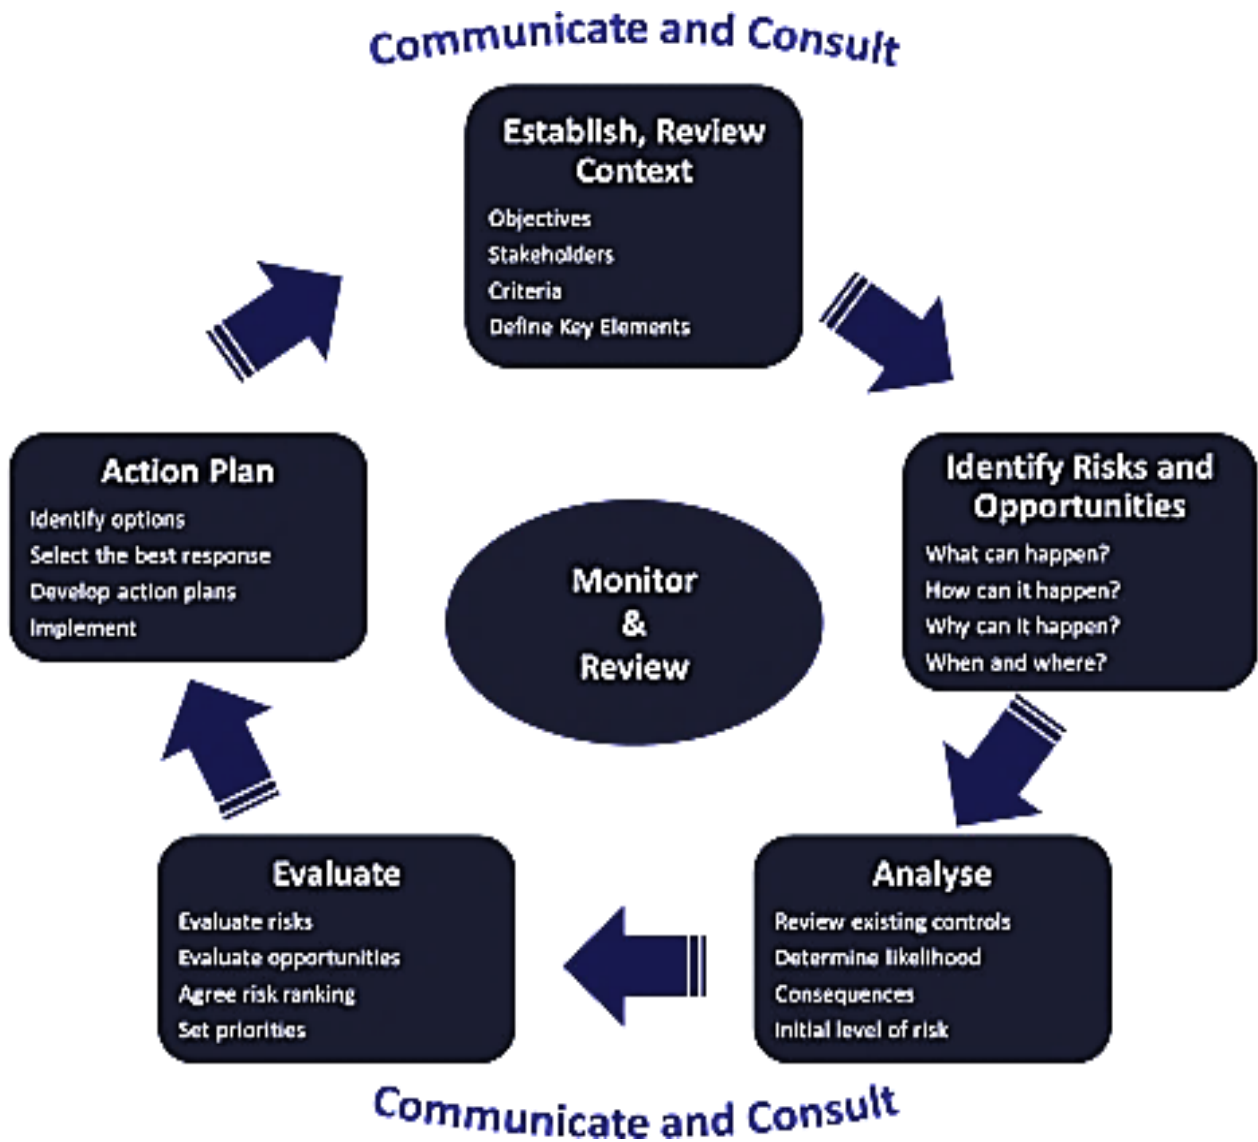 Communicate and Consult
Establish, Review
Context
Objectives
Stakeholders
Criteria
Define Key Elements
Identify Risks and
Opportunities
What can happen?
How can it happen?
Why can it happen?
When and where?
Analyse
Review existing controls
Determine likelihood
Consequences
Initial level of risk
Evaluate
Evaluate risks
Evaluate opportunities
Agree risk ranking
Set priorities
Action Plan
Identify options
Select the best response
Develop action plans
Implement
Monitor
&
Review
Communicate and Consult